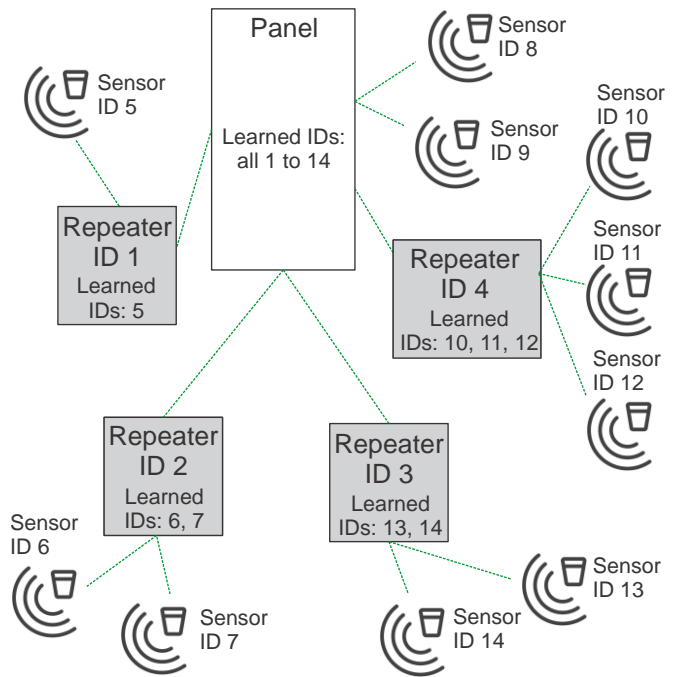 Panel
Learned IDs:
all 1 to 14
Sensor
ID 5
Sensor
ID 8
Sensor
ID 9
Sensor
ID 10
Sensor
ID 11
Sensor
ID 12
Repeater
ID 1
Learned
IDs: 5
Repeater
ID 4
Learned
IDs: 10, 11, 12
Repeater
ID 2
Learned
IDs: 6, 7
Repeater
ID 3
Learned
IDs: 13, 14
Sensor
ID 6
Sensor
ID 7
Sensor
ID 14
Sensor
ID 13